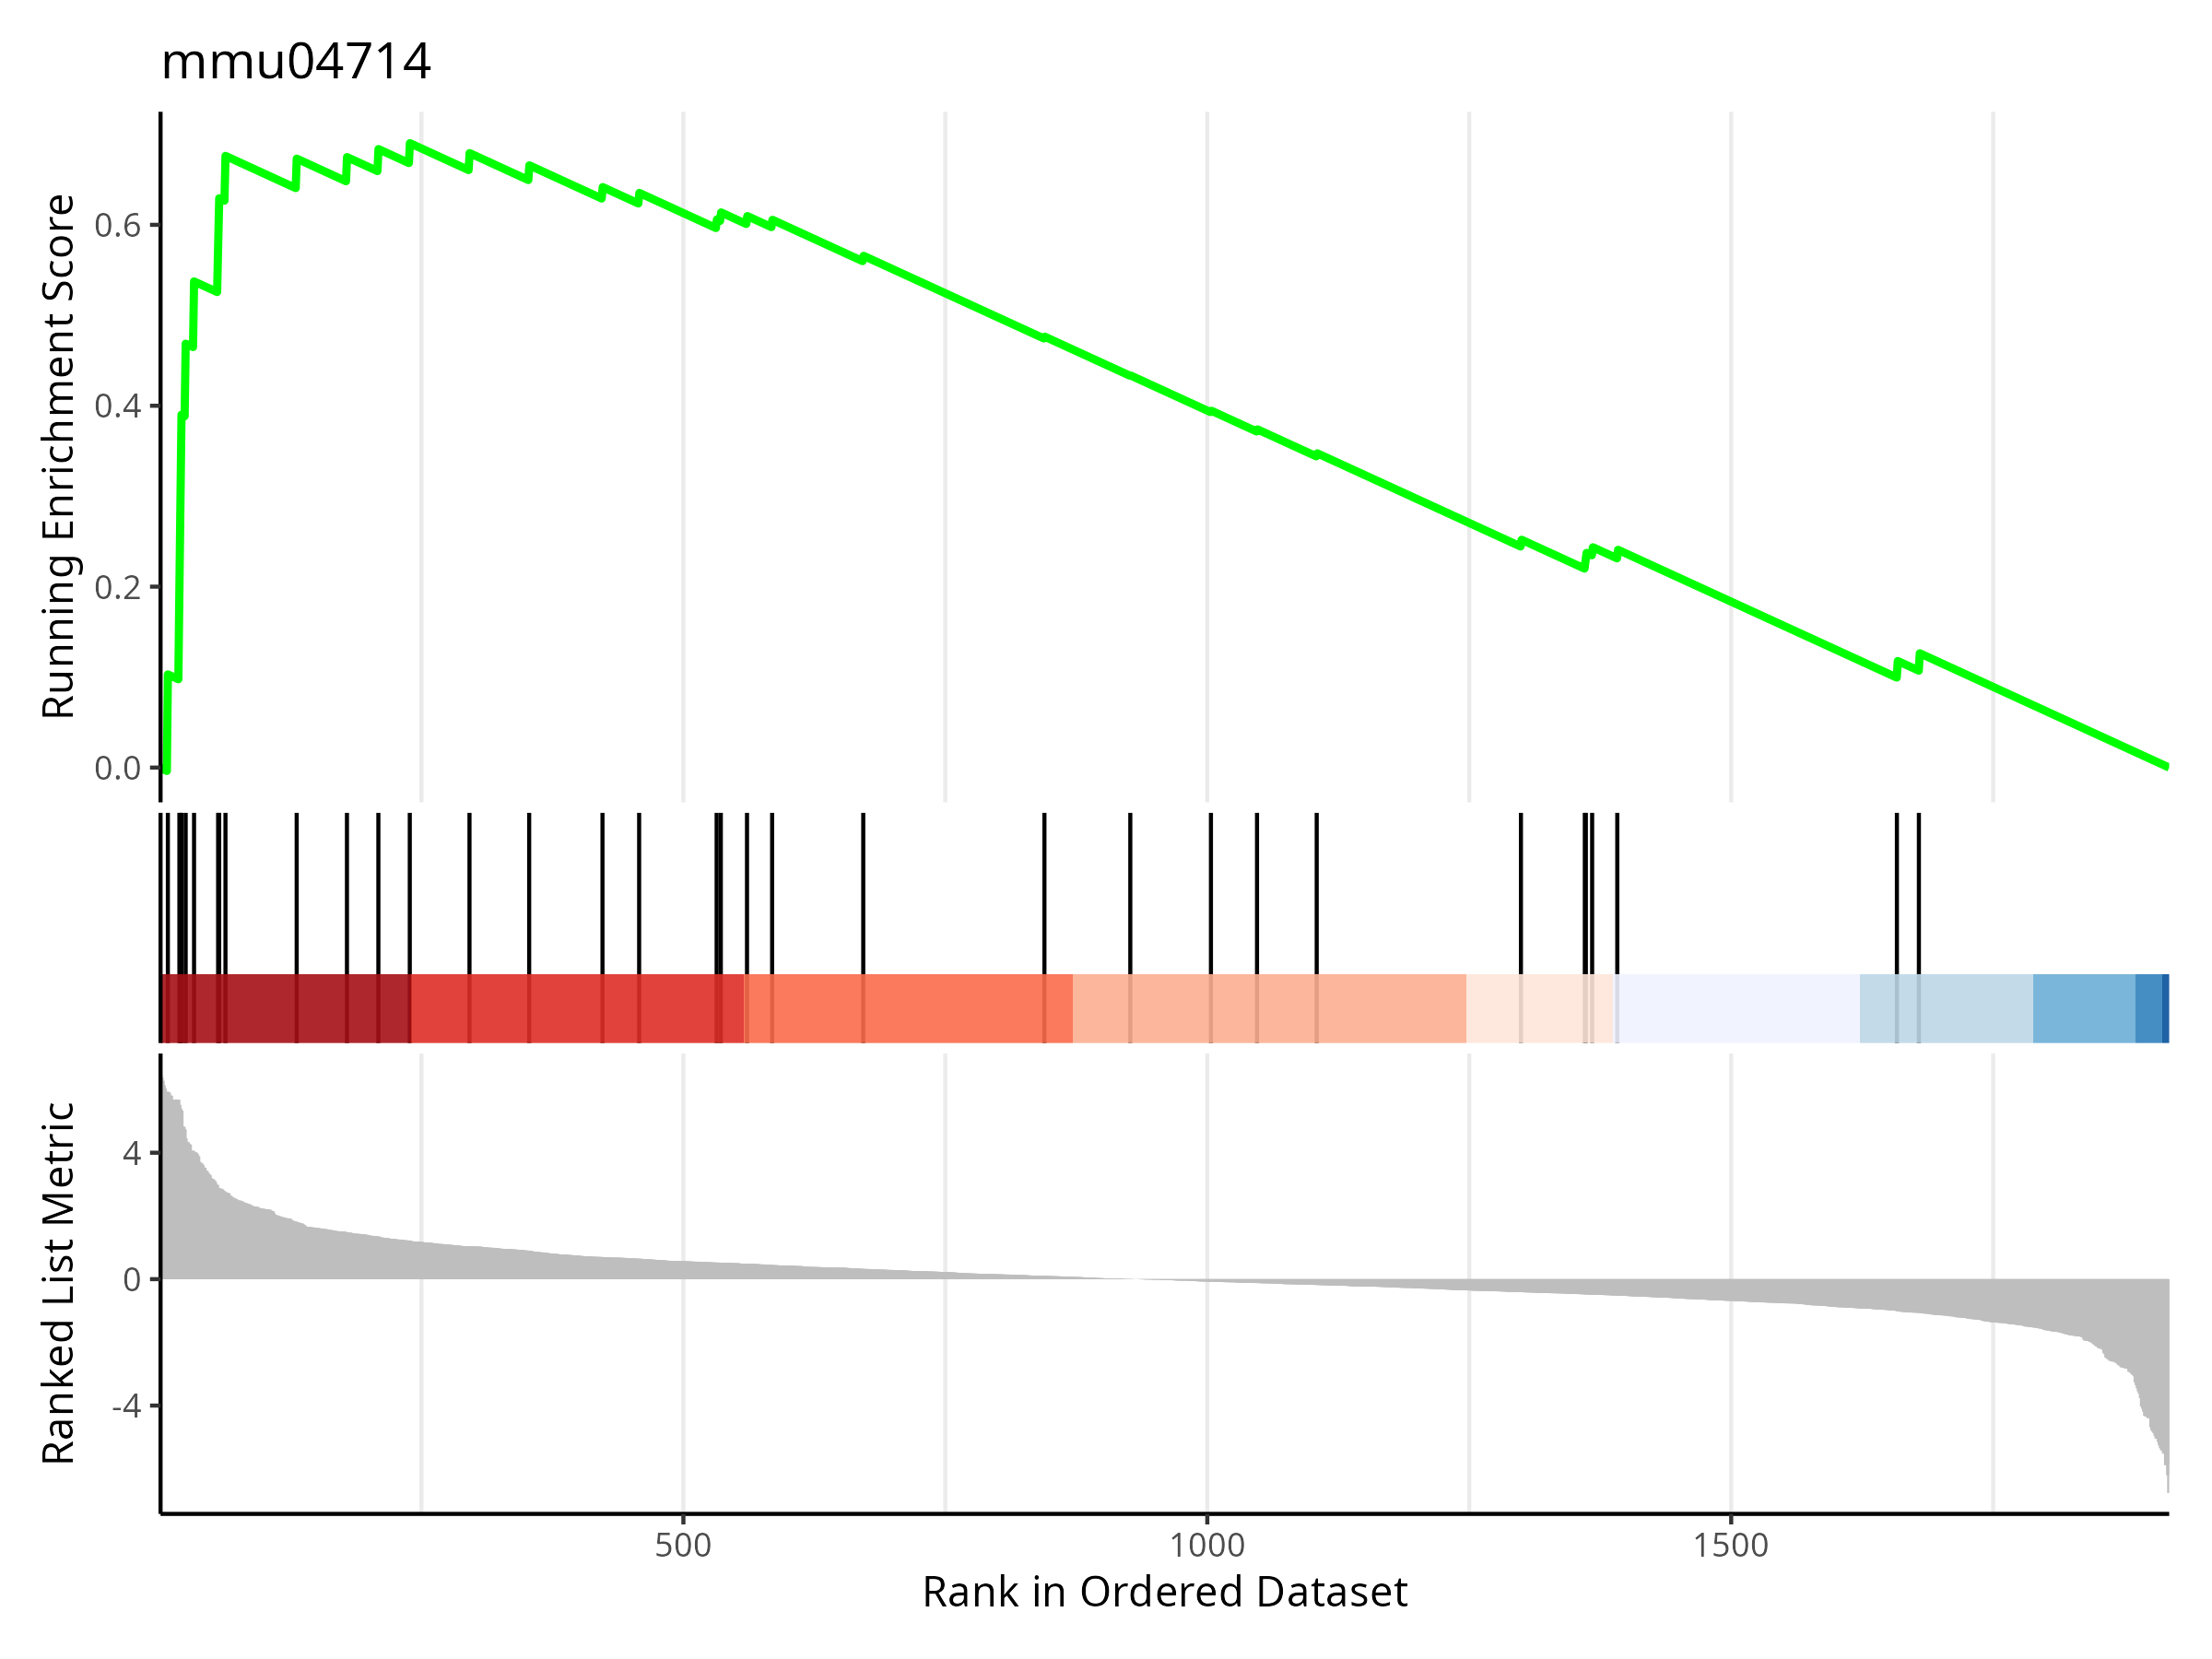 mmu04714
Running Enrichment Score
0.6
0.4
0.2
0.0
Ranked List Metric
4
0
-4
500 1000 1500
Rank in Ordered Dataset